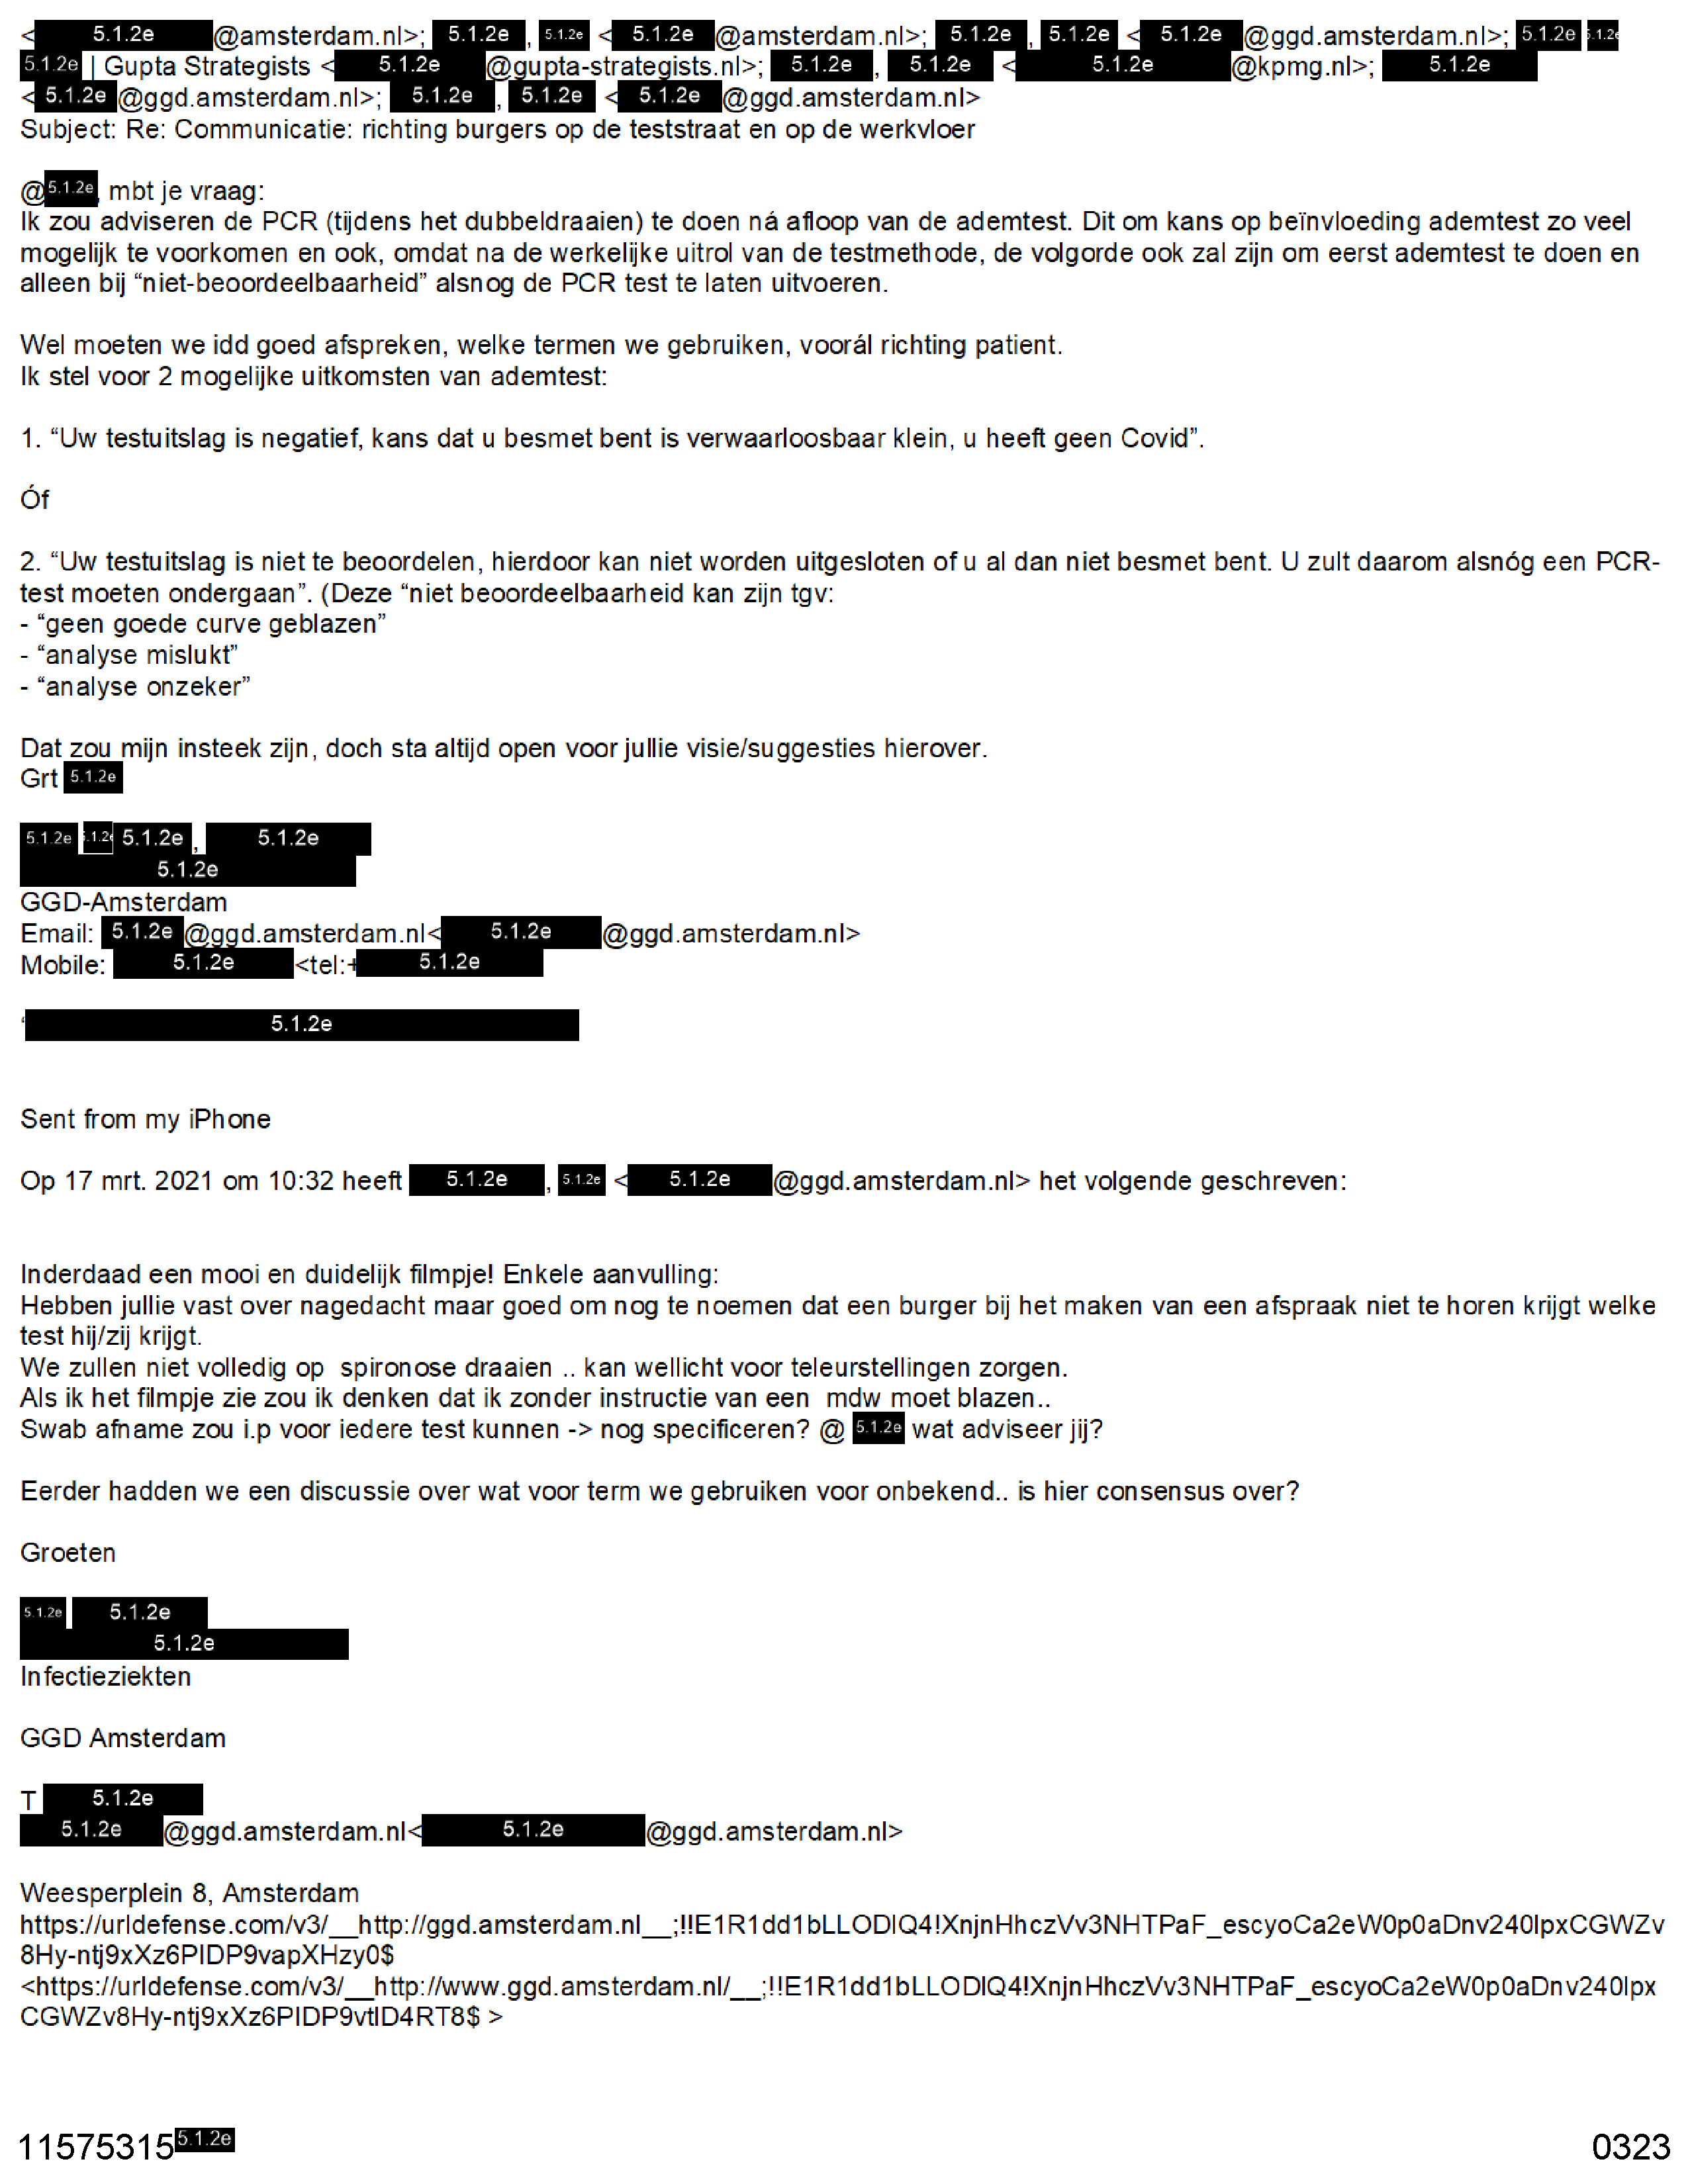 <5.1.2e@amsterdam.nl>; 5.1.2e, 5.1.2e <5.1.2e@amsterdam.nl>; 5.1.2e, 5.1.2e <5.1.2e@ggd.amsterdam.nl>; 5.1.2e 5.1.2e
5.1.2e | Gupta Strategists <5.1.2e@gupta-strategists.nl>; 5.1.2e, 5.1.2e <5.1.2e@kpmg.nl>; 5.1.2e
<5.1.2e@ggd.amsterdam.nl>; 5.1.2e, 5.1.2e <5.1.2e@ggd.amsterdam.nl>
Subject: Re: Communicatie: richting burgers op de teststraat en op de werkvloer
@5.1.2e, mbt je vraag:
Ik zou adviseren de PCR (tijdens het dubbeldraaien) te doen ná afloop van de ademtest. Dit om kans op beïnvloeding ademtest zo veel
mogelijk te voorkomen en ook, omdat na de werkelijke uitrol van de testmethode, de volgorde ook zal zijn om eerst ademtest te doen en
alleen bij “niet-beoordeelbaarheid” alsnog de PCR test te laten uitvoeren.
Wel moeten we idd goed afspreken, welke termen we gebruiken, voorál richting patient.
Ik stel voor 2 mogelijke uitkomsten van ademtest:
1. “Uw testuitslag is negatief, kans dat u besmet bent is verwaarloosbaar klein, u heeft geen Covid”.
Óf
2. “Uw testuitslag is niet te beoordelen, hierdoor kan niet worden uitgesloten of u al dan niet besmet bent. U zult daarom alsnóg een PCR-
test moeten ondergaan”. (Deze “niet beoordeelbaarheid kan zijn tgv:
- “geen goede curve geblazen”
- “analyse mislukt”
- “analyse onzeker”
Dat zou mijn insteek zijn, doch sta altijd open voor jullie visie/suggesties hierover.
Grt 5.1.2e
5.1.2e 5.1.2e 5.1.2e, 5.1.2e
5.1.2e
GGD-Amsterdam
Email: 5.1.2e@ggd.amsterdam.nl<5.1.2e@ggd.amsterdam.nl>
Mobile: 5.1.2e<tel:+5.1.2e
‘5.1.2e
Sent from my iPhone
Op 17 mrt. 2021 om 10:32 heeft 5.1.2e, 5.1.2e <5.1.2e@ggd.amsterdam.nl> het volgende geschreven:
Inderdaad een mooi en duidelijk filmpje! Enkele aanvulling:
Hebben jullie vast over nagedacht maar goed om nog te noemen dat een burger bij het maken van een afspraak niet te horen krijgt welke
test hij/zij krijgt.
We zullen niet volledig op  spironose draaien .. kan wellicht voor teleurstellingen zorgen.
Als ik het filmpje zie zou ik denken dat ik zonder instructie van een  mdw moet blazen..
Swab afname zou i.p voor iedere test kunnen -> nog specificeren? @ 5.1.2e wat adviseer jij?
Eerder hadden we een discussie over wat voor term we gebruiken voor onbekend.. is hier consensus over?
Groeten
5.1.2e 5.1.2e
5.1.2e
Infectieziekten
GGD Amsterdam
T 5.1.2e
5.1.2e@ggd.amsterdam.nl<5.1.2e@ggd.amsterdam.nl>
Weesperplein 8, Amsterdam
https://urldefense.com/v3/__http://ggd.amsterdam.nl__;!!E1R1dd1bLLODlQ4!XnjnHhczVv3NHTPaF_escyoCa2eW0p0aDnv240lpxCGWZv
8Hy-ntj9xXz6PIDP9vapXHzy0$
<https://urldefense.com/v3/__http://www.ggd.amsterdam.nl/__;!!E1R1dd1bLLODlQ4!XnjnHhczVv3NHTPaF_escyoCa2eW0p0aDnv240lpx
CGWZv8Hy-ntj9xXz6PIDP9vtlD4RT8$ >
115753155.1.2e
0323